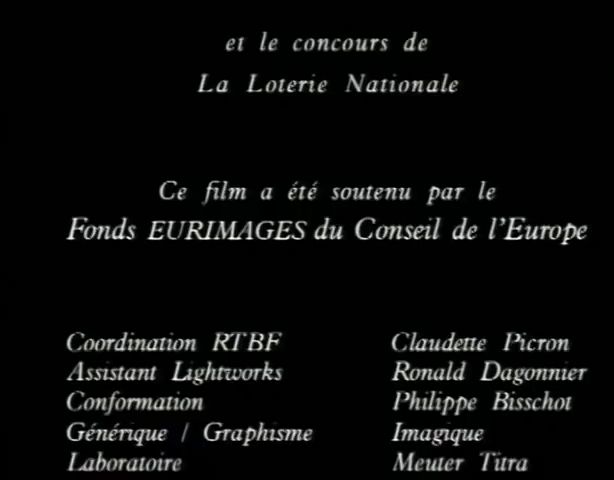 et le concours de
La Loterie Nationale
Ce film a été soutenu par le
Fonds EURIMAGES du Conseil de l'Europe
Coordination RTBF Claudette Picron
Assistant Lightworks Ronald Dagonnier
Conformation Philippe Bisschot
Générique / Graphisme Imagique
Laboratoire Meuter Titra